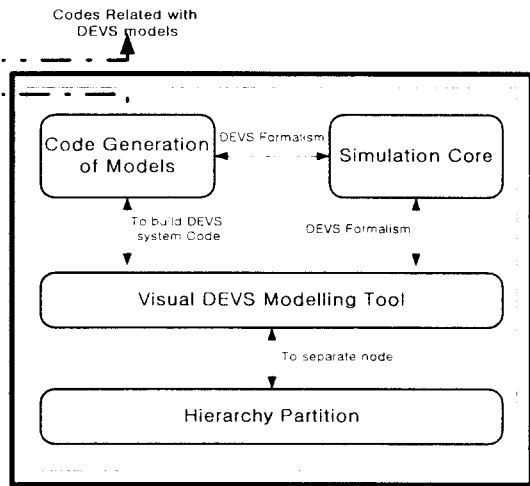 Codes Related with
DEVS models
Code Generation
of Models
DEVS Formalism
Simulation Core
To build DEVS
system Code
DEVS Formalism
Visual DEVS Modelling Tool
To separate node
Hierarchy Partition